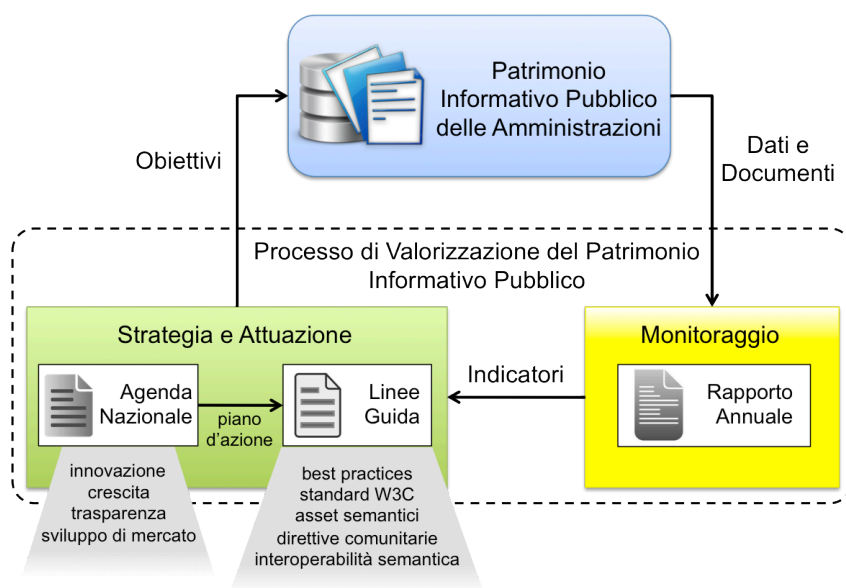 Patrimonio
Informativo Pubblico
delle Amministrazioni
Obiettivi
Dati e
Documenti
Processo di Valorizzazione del Patrimonio
Informativo Pubblico
Strategia e Attuazione
Agenda
Nazionale
piano
d'azione
Linee
Guida
Indicatori
Monitoraggio
Rapporto
Annuale
innovazione
crescita
trasparenza
sviluppo di mercato
best practices
standard W3C
asset semantici
direttive comunitarie
interoperabilità semantica